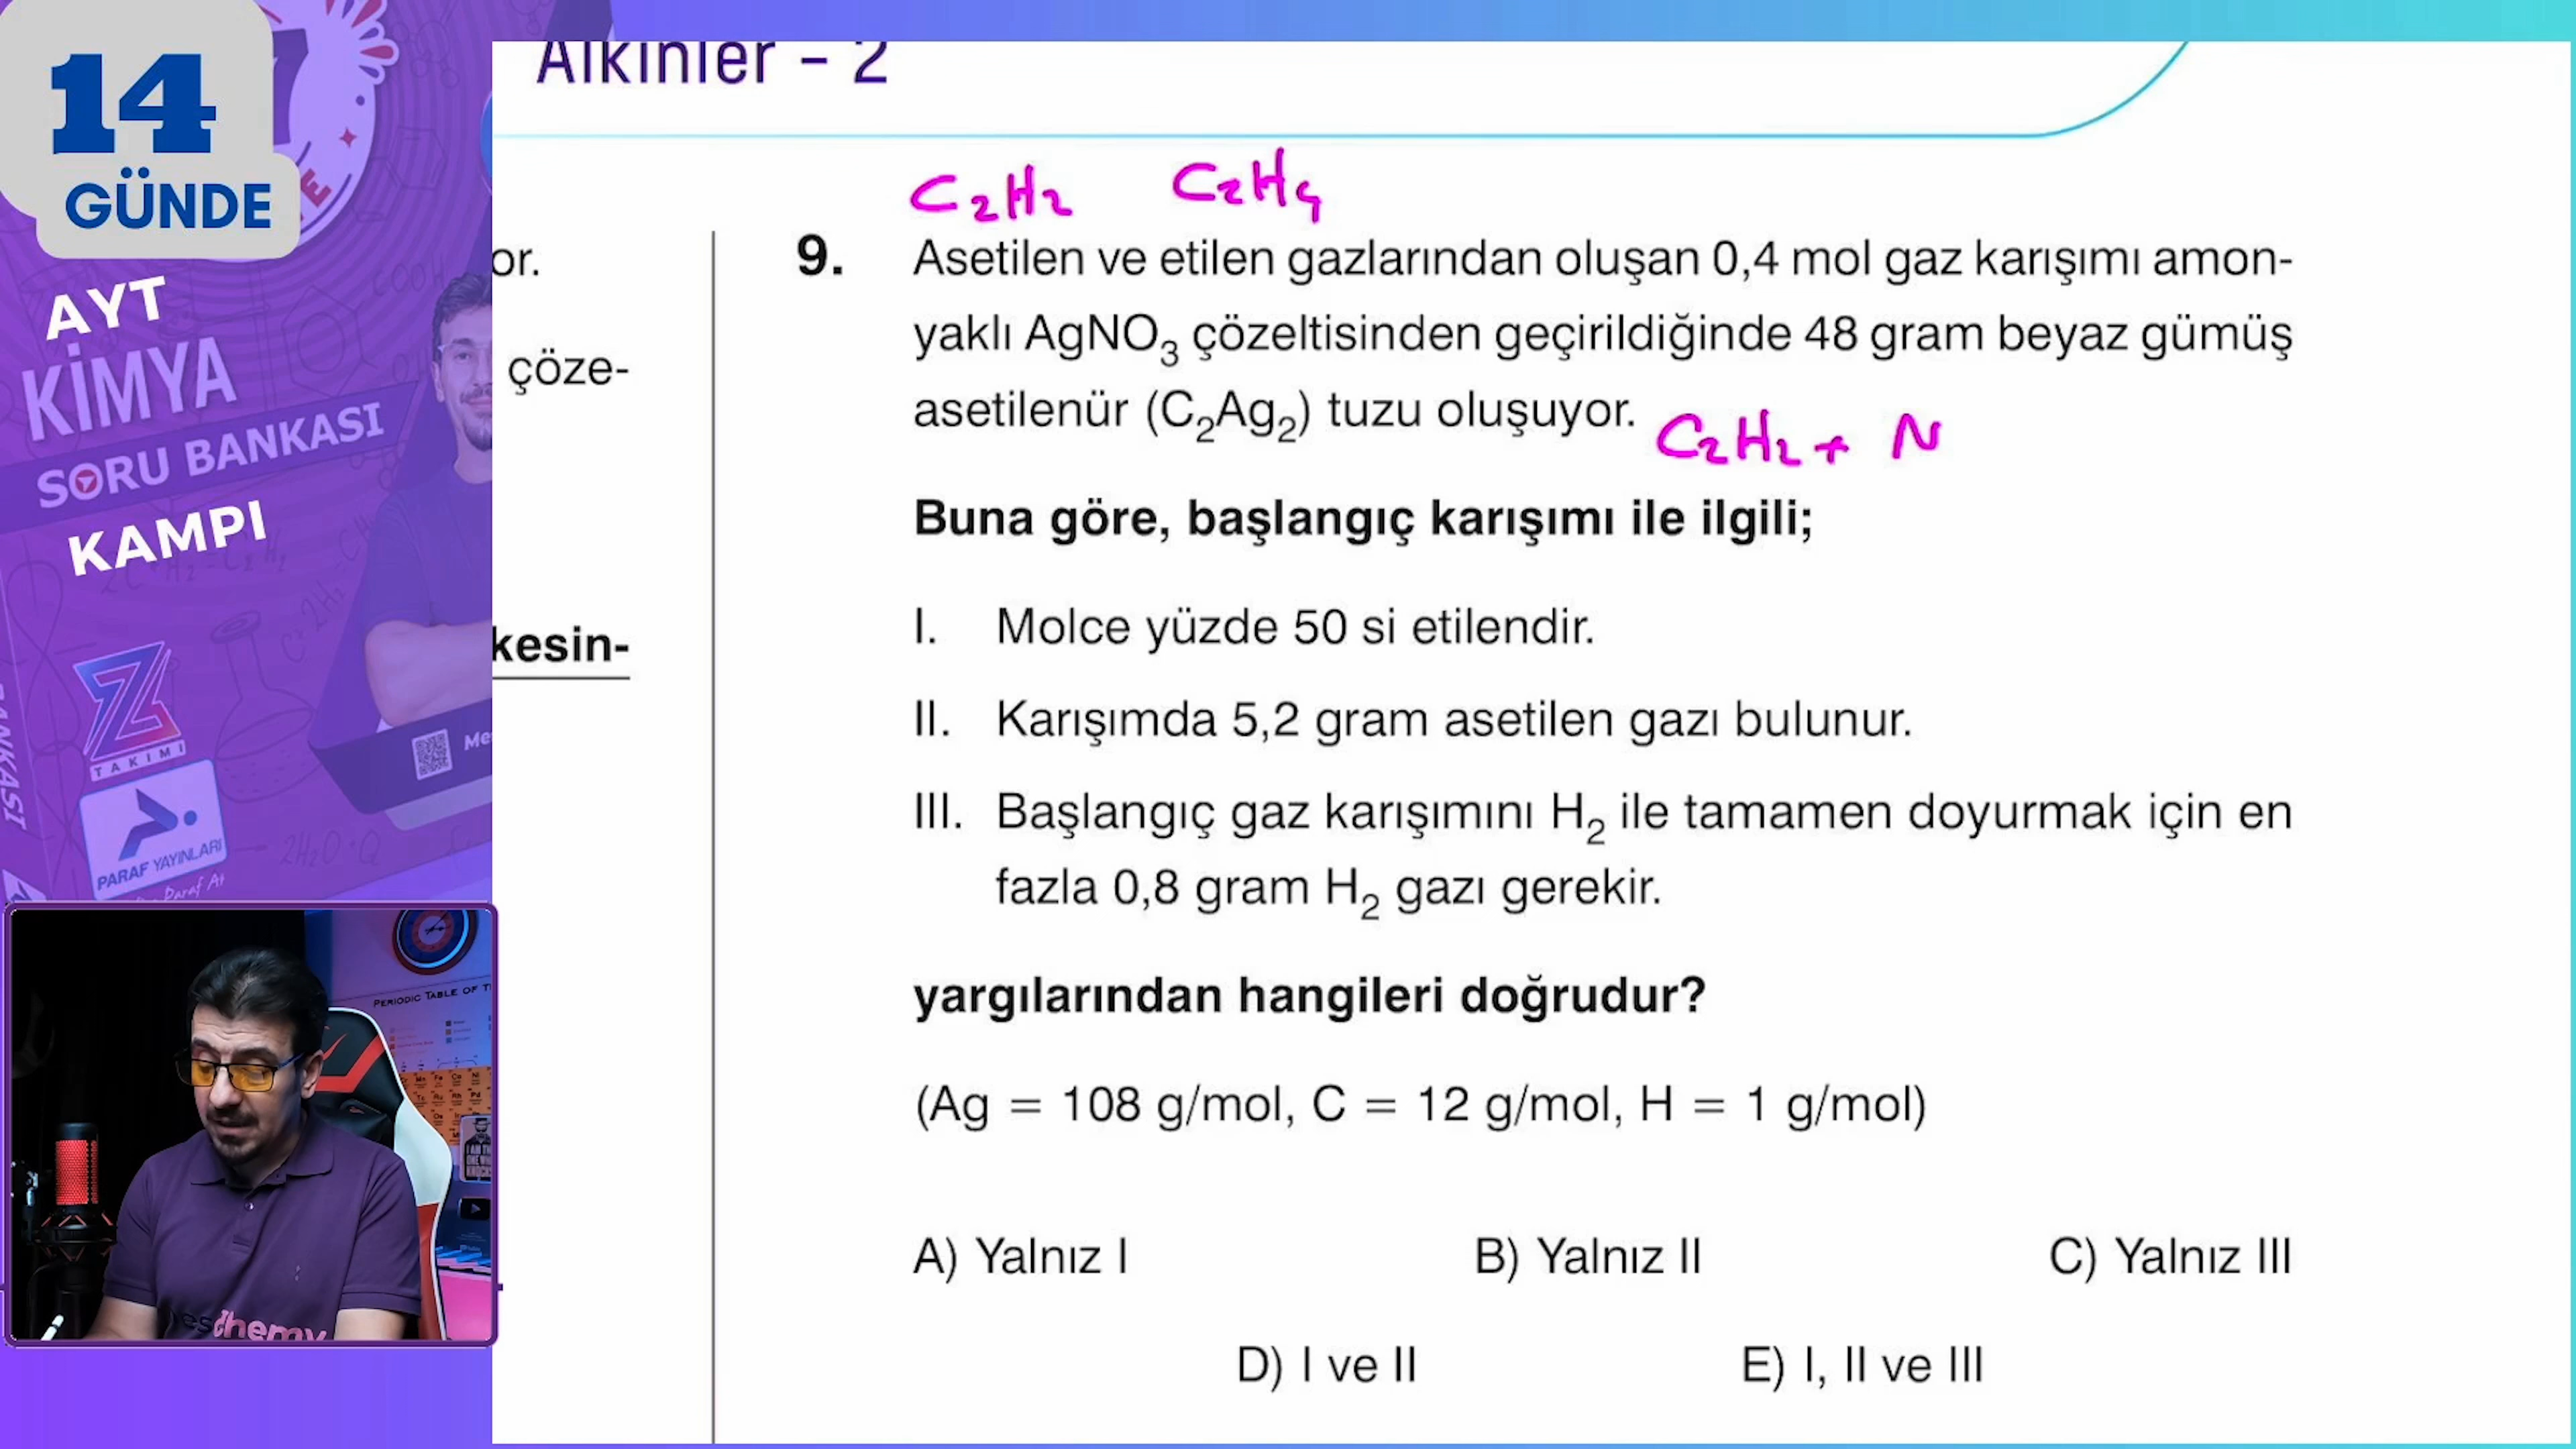 14
GÜNDE
AYT
KİMYA
SORU BANKASI
KAMPI
TAKIMI
PARAF YAYINLARI
Alkinler – 2
or.
çöze-
kesin-
C₂H₂ C₂H₄
9. Asetilen ve etilen gazlarından oluşan 0,4 mol gaz karışımı amon-
yaklı AgNO₃ çözeltisinden geçirildiğinde 48 gram beyaz gümüş
asetilenür (C₂Ag₂) tuzu oluşuyor.
C₂H₂ + N
Buna göre, başlangıç karışımı ile ilgili;
I. Molce yüzde 50 si etilendir.
II. Karışımda 5,2 gram asetilen gazı bulunur.
III. Başlangıç gaz karışımını H₂ ile tamamen doyurmak için en
fazla 0,8 gram H₂ gazı gerekir.
yargılarından hangileri doğrudur?
(Ag = 108 g/mol, C = 12 g/mol, H = 1 g/mol)
A) Yalnız I B) Yalnız II C) Yalnız III
D) I ve II E) I, II ve III
PERIODIC TABLE OF T